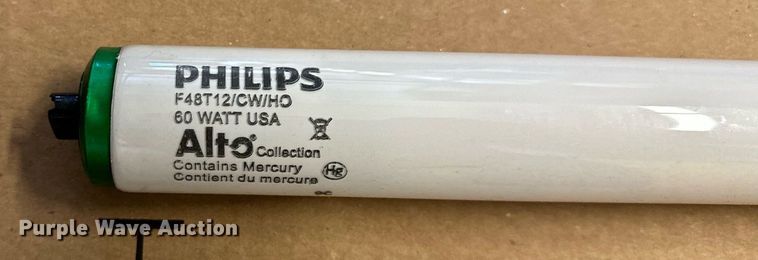 PHILIPS
F48T12/CW/HO
60 WATT USA
Alto® Collection
Contains Mercury
Contient du mercure
Hg
Purple Wave Auction